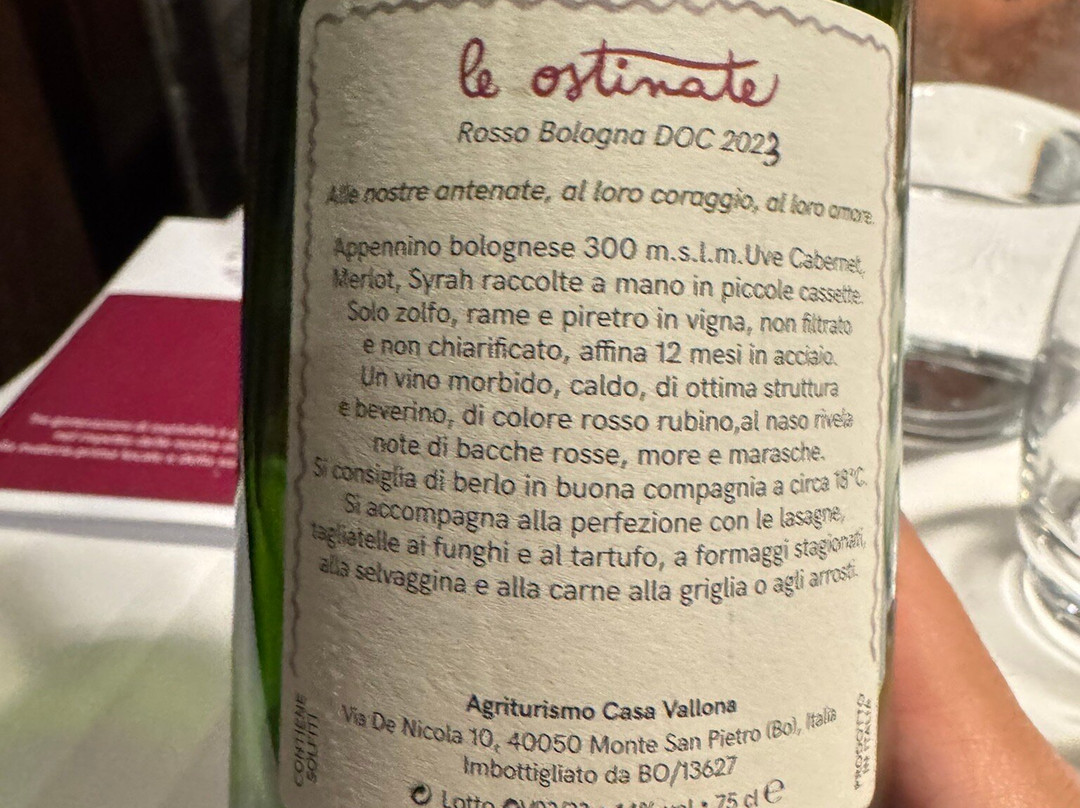 le ostinate
Rosso Bologna DOC 2023
Alle nostre antenate, al loro coraggio, al loro amore.
Appennino bolognese 300 m.s.l.m.Uve Cabernet,
Merlot, Syrah raccolte a mano in piccole cassette.
Solo zolfo, rame e piretro in vigna, non filtrato
e non chiarificato, affina 12 mesi in acciaio.
Un vino morbido, caldo, di ottima struttura
e beverino, di colore rosso rubino,al naso rivela
note di bacche rosse, more e marasche.
Si consiglia di berlo in buona compagnia a circa 18°C.
Si accompagna alla perfezione con le lasagne,
tagliatelle ai funghi e al tartufo, a formaggi stagionati,
alla selvaggina e alla carne alla griglia o agli arrosti.
CONTIENE
SOLFITI
Agriturismo Casa Vallona
Via De Nicola 10, 40050 Monte San Pietro (Bo), Italia
Imbottigliato da BO/13627
Lotto 75 cl e
PRODOTTO
IN ITALIA